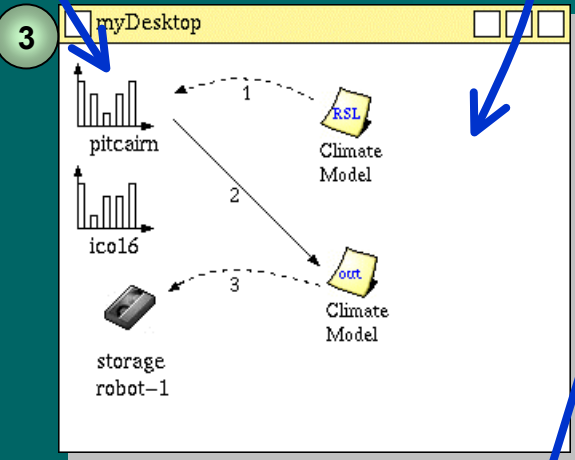 3
myDesktop
1
RSL
pitcairn
Climate
Model
2
ico16
out
3
Climate
Model
storage
robot-1